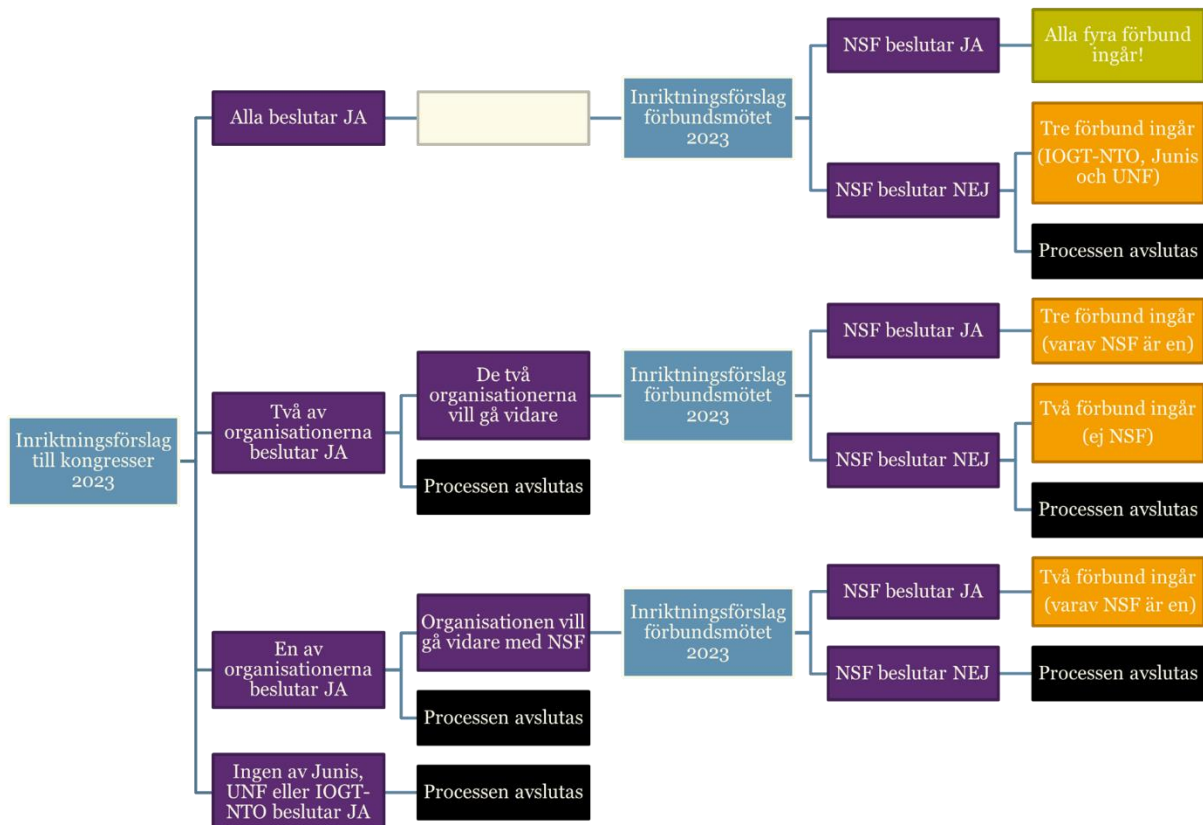 Inriktningsförslag
till kongresser
2023
Alla beslutar JA
Inriktningsförslag
förbundsmötet
2023
NSF beslutar JA
Alla fyra förbund
ingår!
NSF beslutar NEJ
Tre förbund ingår
(IOGT-NTO, Junis
och UNF)
Processen avslutas
Två av
organisationerna
beslutar JA
De två
organisationerna
vill gå vidare
Inriktningsförslag
förbundsmötet
2023
NSF beslutar JA
Tre förbund ingår
(varav NSF är en)
NSF beslutar NEJ
Två förbund ingår
(ej NSF)
Processen avslutas
Processen avslutas
En av
organisationerna
beslutar JA
Organisationen vill
gå vidare med NSF
Inriktningsförslag
förbundsmötet
2023
NSF beslutar JA
Två förbund ingår
(varav NSF är en)
NSF beslutar NEJ
Processen avslutas
Processen avslutas
Ingen av Junis,
UNF eller IOGT-
NTO beslutar JA
Processen avslutas